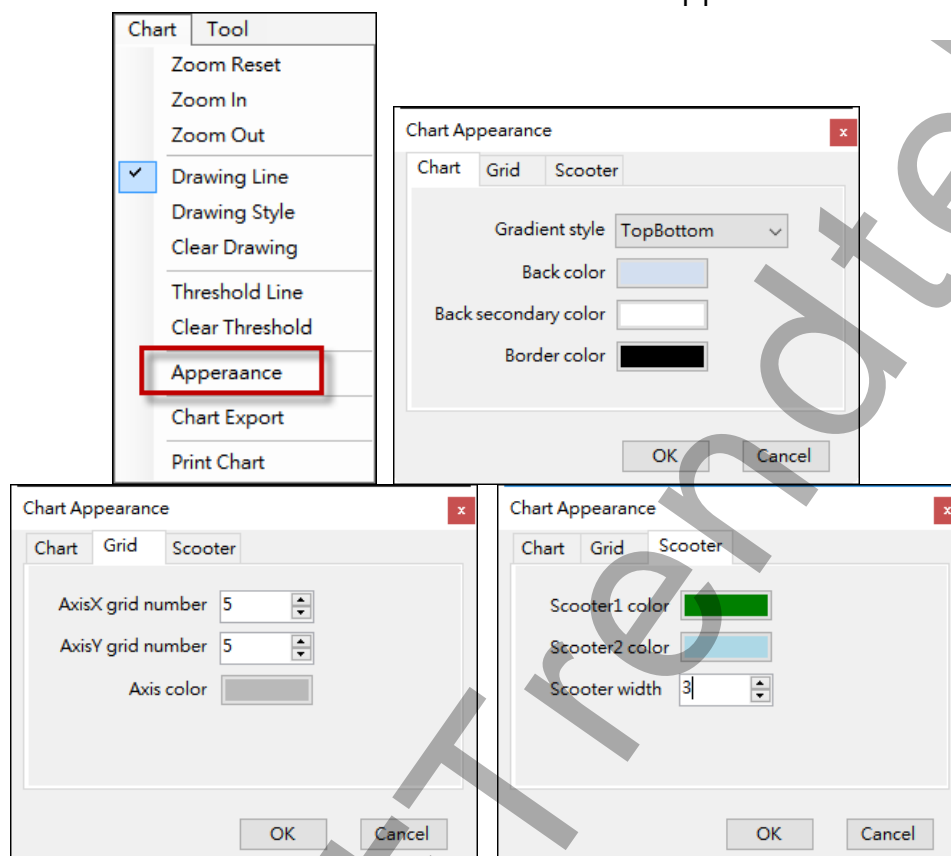 Chart Tool
Zoom Reset
Zoom In
Zoom Out
Drawing Line
Drawing Style
Clear Drawing
Threshold Line
Clear Threshold
Apperaance
Chart Export
Print Chart
Chart Appearance
x
Chart Grid Scooter
Gradient style TopBottom
Back color
Back secondary color
Border color
OK Cancel
Chart Appearance
x
Chart Grid Scooter
AxisX grid number 5
AxisY grid number 5
Axis color
OK Cancel
Chart Appearance
x
Chart Grid Scooter
Scooter1 color
Scooter2 color
Scooter width 3
OK Cancel